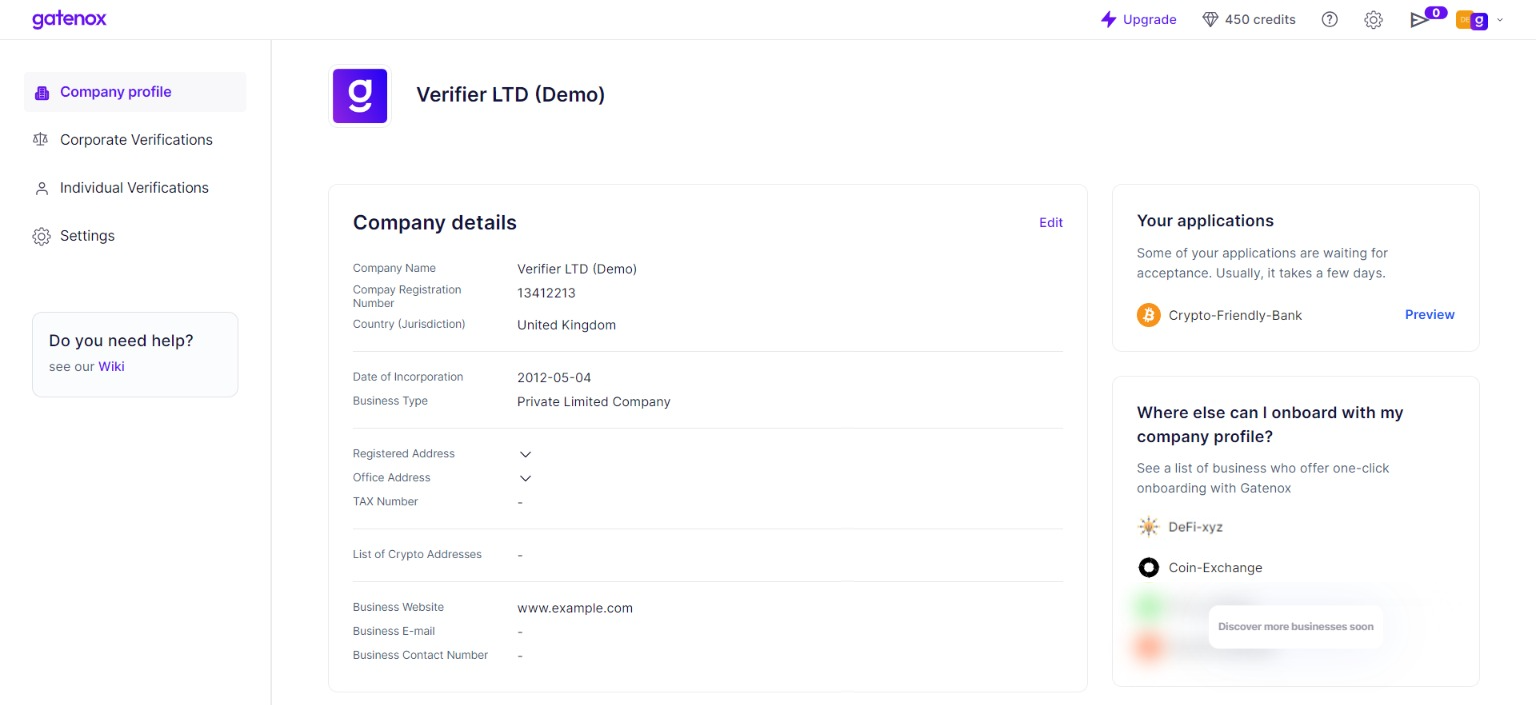 gatenox
Upgrade
450 credits
0
Company profile
Corporate Verifications
Individual Verifications
Settings
Do you need help?
see our Wiki
g
Verifier LTD (Demo)
Company details
Edit
Company Name
Verifier LTD (Demo)
Compay Registration
Number
13412213
Country (Jurisdiction)
United Kingdom
Date of Incorporation
2012-05-04
Business Type
Private Limited Company
Registered Address
Office Address
TAX Number
-
List of Crypto Addresses
-
Business Website
www.example.com
Business E-mail
-
Business Contact Number
-
Your applications
Some of your applications are waiting for
acceptance. Usually, it takes a few days.
Crypto-Friendly-Bank
Preview
Where else can I onboard with my
company profile?
See a list of business who offer one-click
onboarding with Gatenox
DeFi-xyz
Coin-Exchange
Discover more businesses soon